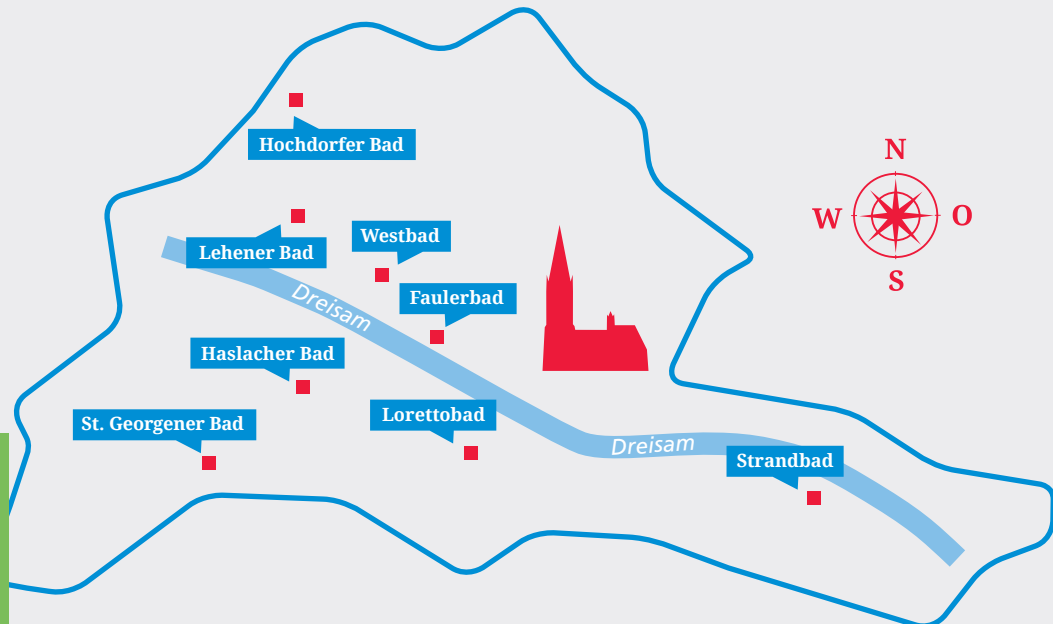 Hochdorfer Bad
N
W
O
S
Lehener Bad
Westbad
Faulerbad
Dreisam
Haslacher Bad
St. Georgener Bad
Lorettobad
Dreisam
Strandbad